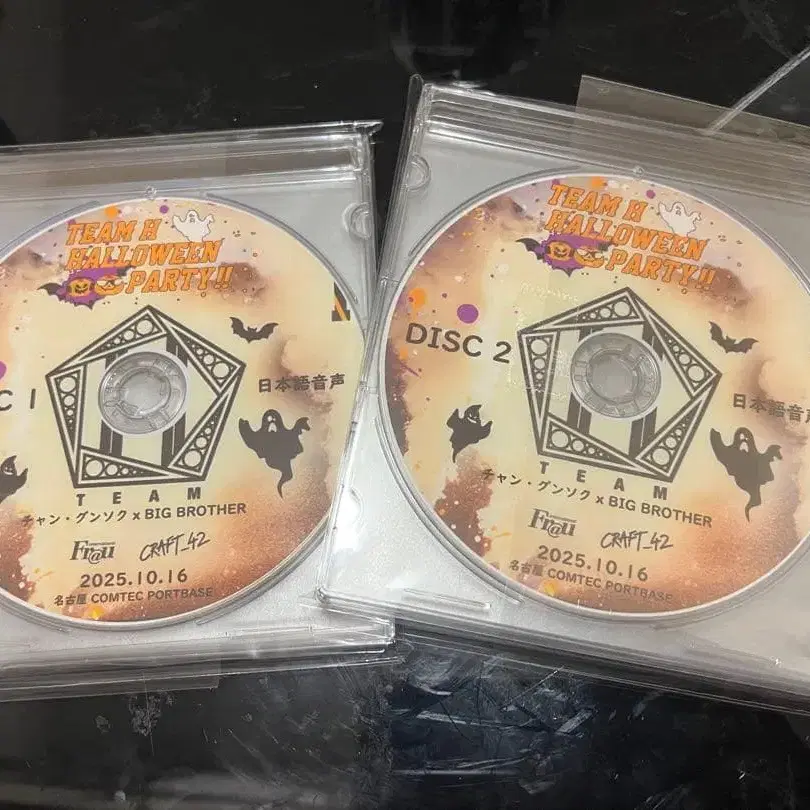 TEAM H
HALLOWEEN
PARTY!!
C 1
日本語音声
TEAM
チャン・グンソク x BIG BROTHER
Fr@u
CRAFT_42
2025.10.16
名古屋 COMTEC PORTBASE
TEAM H
HALLOWEEN
PARTY!!
DISC 2
日本語音声
TEAM
チャン・グンソク x BIG BROTHER
Fr@u
CRAFT_42
2025.10.16
名古屋 COMTEC PORTBASE